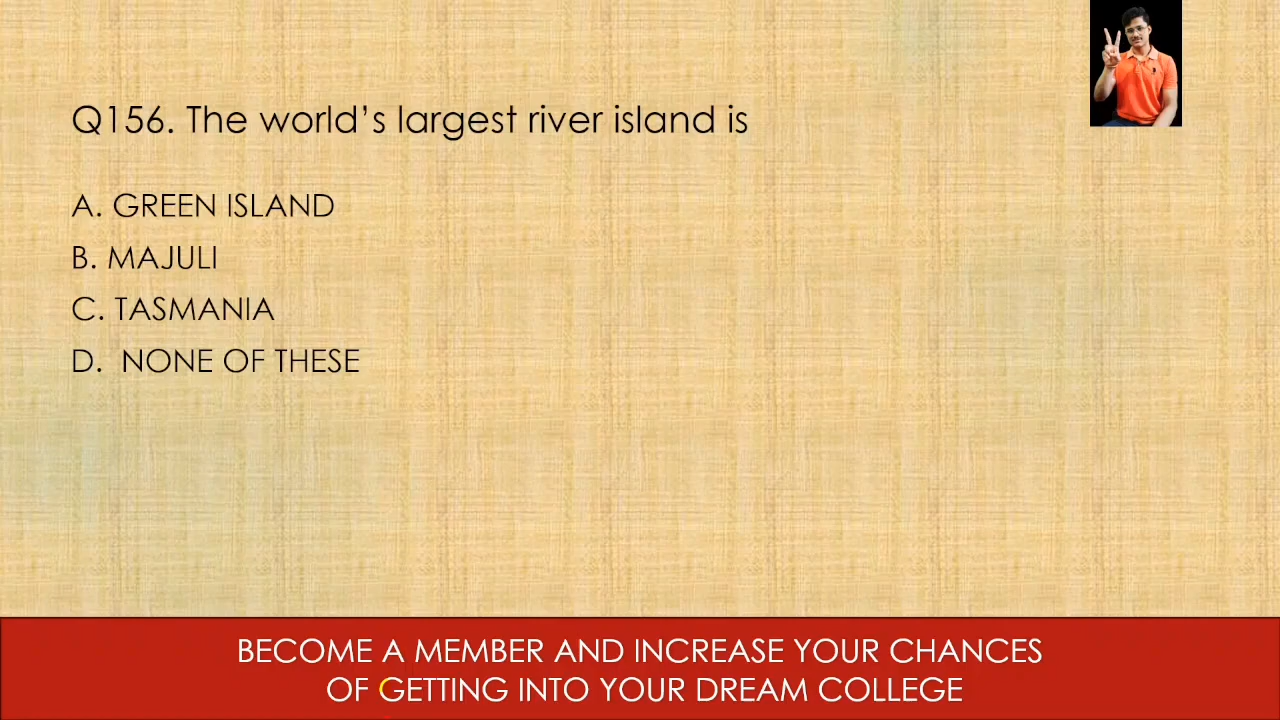 Q156. The world’s largest river island is
A. GREEN ISLAND
B. MAJULI
C. TASMANIA
D. NONE OF THESE
BECOME A MEMBER AND INCREASE YOUR CHANCES
OF GETTING INTO YOUR DREAM COLLEGE